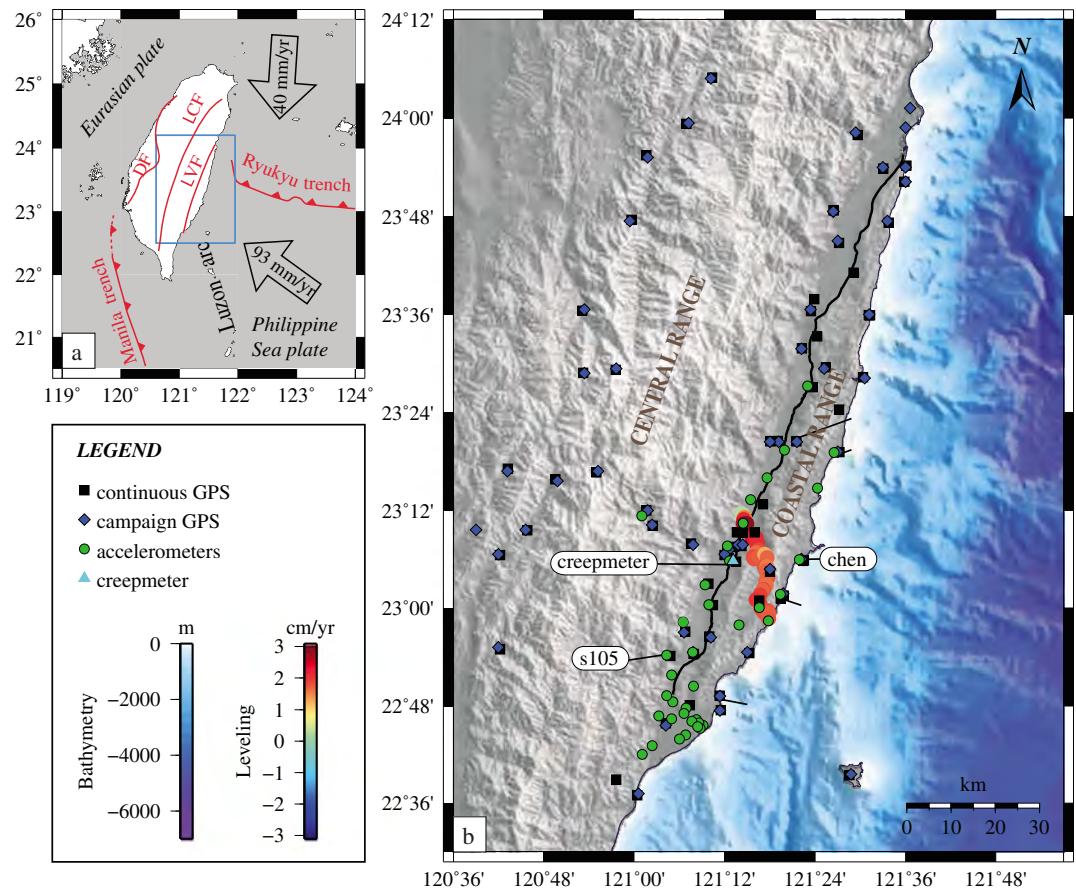 26°
25°
24°
23°
22°
21°
119° 120° 121° 122° 123° 124°
Eurasian plate
40 mm/yr
LCF
DF
LVF
Ryukyu trench
93 mm/yr
Luzon arc
Manila trench
Philippine
Sea plate
a
LEGEND
continuous GPS
campaign GPS
accelerometers
creepmeter
m
0
−2000
−4000
−6000
Bathymetry
cm/yr
3
2
1
0
−1
−2
−3
Leveling
24°12'
24°00'
23°48'
23°36'
23°24'
23°12'
23°00'
22°48'
22°36'
N
CENTRAL RANGE
COASTAL RANGE
creepmeter
chen
s105
km
0 10 20 30
b
120°36' 120°48' 121°00' 121°12' 121°24' 121°36' 121°48'